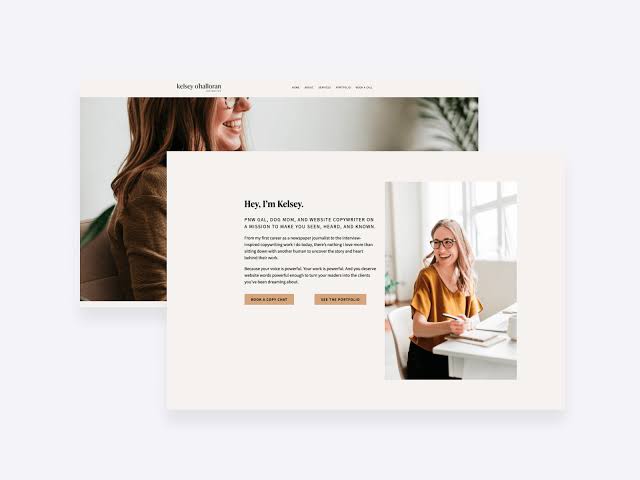 kelsey ohalloran
HOME ABOUT SERVICES PORTFOLIO BOOK A CALL
Hey, I'm Kelsey.
PNW GAL, DOG MOM, AND WEBSITE COPYWRITER ON
A MISSION TO MAKE YOU SEEN, HEARD, AND KNOWN.
From my first career as a newspaper journalist to the interview-
inspired copywriting work I do today, there's nothing I love more than
sitting down with another human to uncover the story and heart
behind their work.
Because your voice is powerful. Your work is powerful. And you deserve
website words powerful enough to turn your readers into the clients
you've been dreaming about.
BOOK A COPY CHAT
SEE THE PORTFOLIO